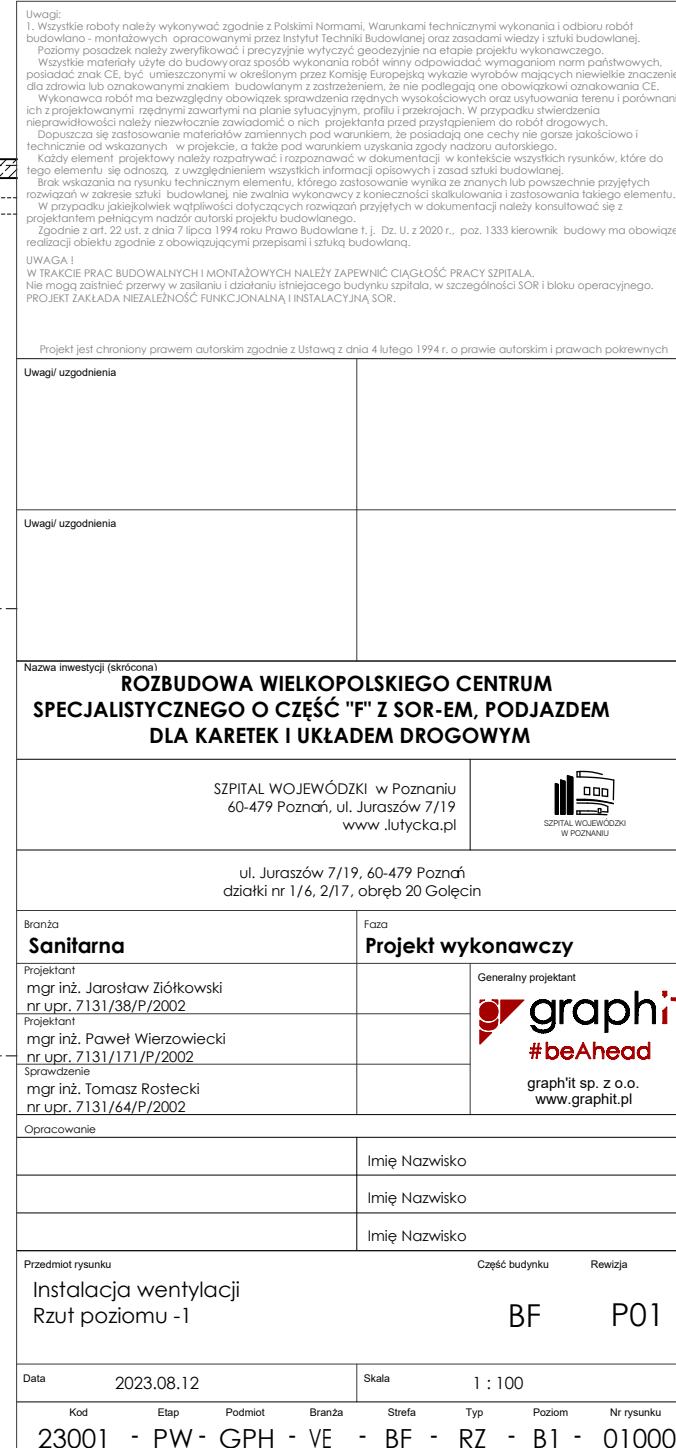 Uwagi:
1. Wszystkie roboty należy wykonywać zgodnie z Polskimi Normami, Warunkami technicznymi wykonania i odbioru robót
budowlano - montażowych opracowanymi przez Instytut Techniki Budowlanej oraz zasadami wiedzy i sztuki budowlanej.
Poziomy posadzek należy zweryfikować i precyzyjnie wytyczyć geodezyjnie na etapie projektu wykonawczego.
Wszystkie materiały użyte do budowy oraz sposób wykonania robót winny odpowiadać wymaganiom norm państwowych,
posiadać znak CE, być umieszczonymi w określonym przez Komisję Europejską wykazie wyrobów mających niewielkie znaczenie
dla zdrowia lub oznakowanymi znakiem budowlanym z zastrzeżeniem, że nie podlegają one obowiązkowi oznakowania CE.
Wykonawca robót ma bezwzględny obowiązek sprawdzenia rzędnych wysokościowych oraz usytuowania terenu i porównani
ich z projektowanymi rzędnymi zawartymi na planie sytuacyjnym, profilu i przekrojach. W przypadku stwierdzenia
nieprawidłowości należy niezwłocznie zawiadomić o nich projektanta przed przystąpieniem do robót drogowych.
Dopuszcza się zastosowanie materiałów zamiennych pod warunkiem, że posiadają one cechy nie gorsze jakościowo i
technicznie od wskazanych w projekcie, a także pod warunkiem uzyskania zgody nadzoru autorskiego.
Każdy element projektowy należy rozpatrywać i rozpoznawać w dokumentacji w kontekście wszystkich rysunków, które do
tego elementu się odnoszą, z uwzględnieniem wszystkich informacji opisowych i zasad sztuki budowlanej.
Brak wskazania na rysunku technicznym elementu, którego zastosowanie wynika ze znanych lub powszechnie przyjętych
rozwiązań w zakresie sztuki budowlanej, nie zwalnia wykonawcy z konieczności skalkulowania i zastosowania takiego elementu.
W przypadku jakiejkolwiek wątpliwości dotyczących rozwiązań przyjętych w dokumentacji należy konsultować się z
projektantem pełniącym nadzór autorski projektu budowlanego.
Zgodnie z art. 22 ust. z dnia 7 lipca 1994 roku Prawo Budowlane t. j. Dz. U. z 2020 r., poz. 1333 kierownik budowy ma obowiąze
realizacji obiektu zgodnie z obowiązującymi przepisami i sztuką budowlaną.
UWAGA !
W TRAKCIE PRAC BUDOWALNYCH I MONTAŻOWYCH NALEŻY ZAPEWNIĆ CIĄGŁOŚĆ PRACY SZPITALA.
Nie mogą zaistnieć przerwy w zasilaniu i działaniu istniejacego budynku szpitala, w szczególności SOR i bloku operacyjnego.
PROJEKT ZAKŁADA NIEZALEŻNOŚĆ FUNKCJONALNĄ I INSTALACYJNĄ SOR.
Projekt jest chroniony prawem autorskim zgodnie z Ustawą z dnia 4 lutego 1994 r. o prawie autorskim i prawach pokrewnych
Uwagi/ uzgodnienia
Uwagi/ uzgodnienia
Nazwa inwestycji (skrócona)
ROZBUDOWA WIELKOPOLSKIEGO CENTRUM
SPECJALISTYCZNEGO O CZĘŚĆ "F" Z SOR-EM, PODJAZDEM
DLA KARETEK I UKŁADEM DROGOWYM
SZPITAL WOJEWÓDZKI w Poznaniu
60-479 Poznań, ul. Juraszów 7/19
www .lutycka.pl
SZPITAL WOJEWÓDZKI
W POZNANIU
ul. Juraszów 7/19, 60-479 Poznań
działki nr 1/6, 2/17, obręb 20 Golęcin
Branża
Sanitarna
Faza
Projekt wykonawczy
Projektant
mgr inż. Jarosław Ziółkowski
nr upr. 7131/38/P/2002
Projektant
mgr inż. Paweł Wierzowiecki
nr upr. 7131/171/P/2002
Sprawdzenie
mgr inż. Tomasz Rostecki
nr upr. 7131/64/P/2002
Generalny projektant
graph'it
#beAhead
graph'it sp. z o.o.
www.graphit.pl
Opracowanie
Imię Nazwisko
Imię Nazwisko
Imię Nazwisko
Przedmiot rysunku
Instalacja wentylacji
Rzut poziomu -1
Część budynku Rewizja
BF P01
Data 2023.08.12 Skala 1 : 100
Kod Etap Podmiot Branża Strefa Typ Poziom Nr rysunku
23001 - PW - GPH - VE - BF - RZ - B1 - 01000